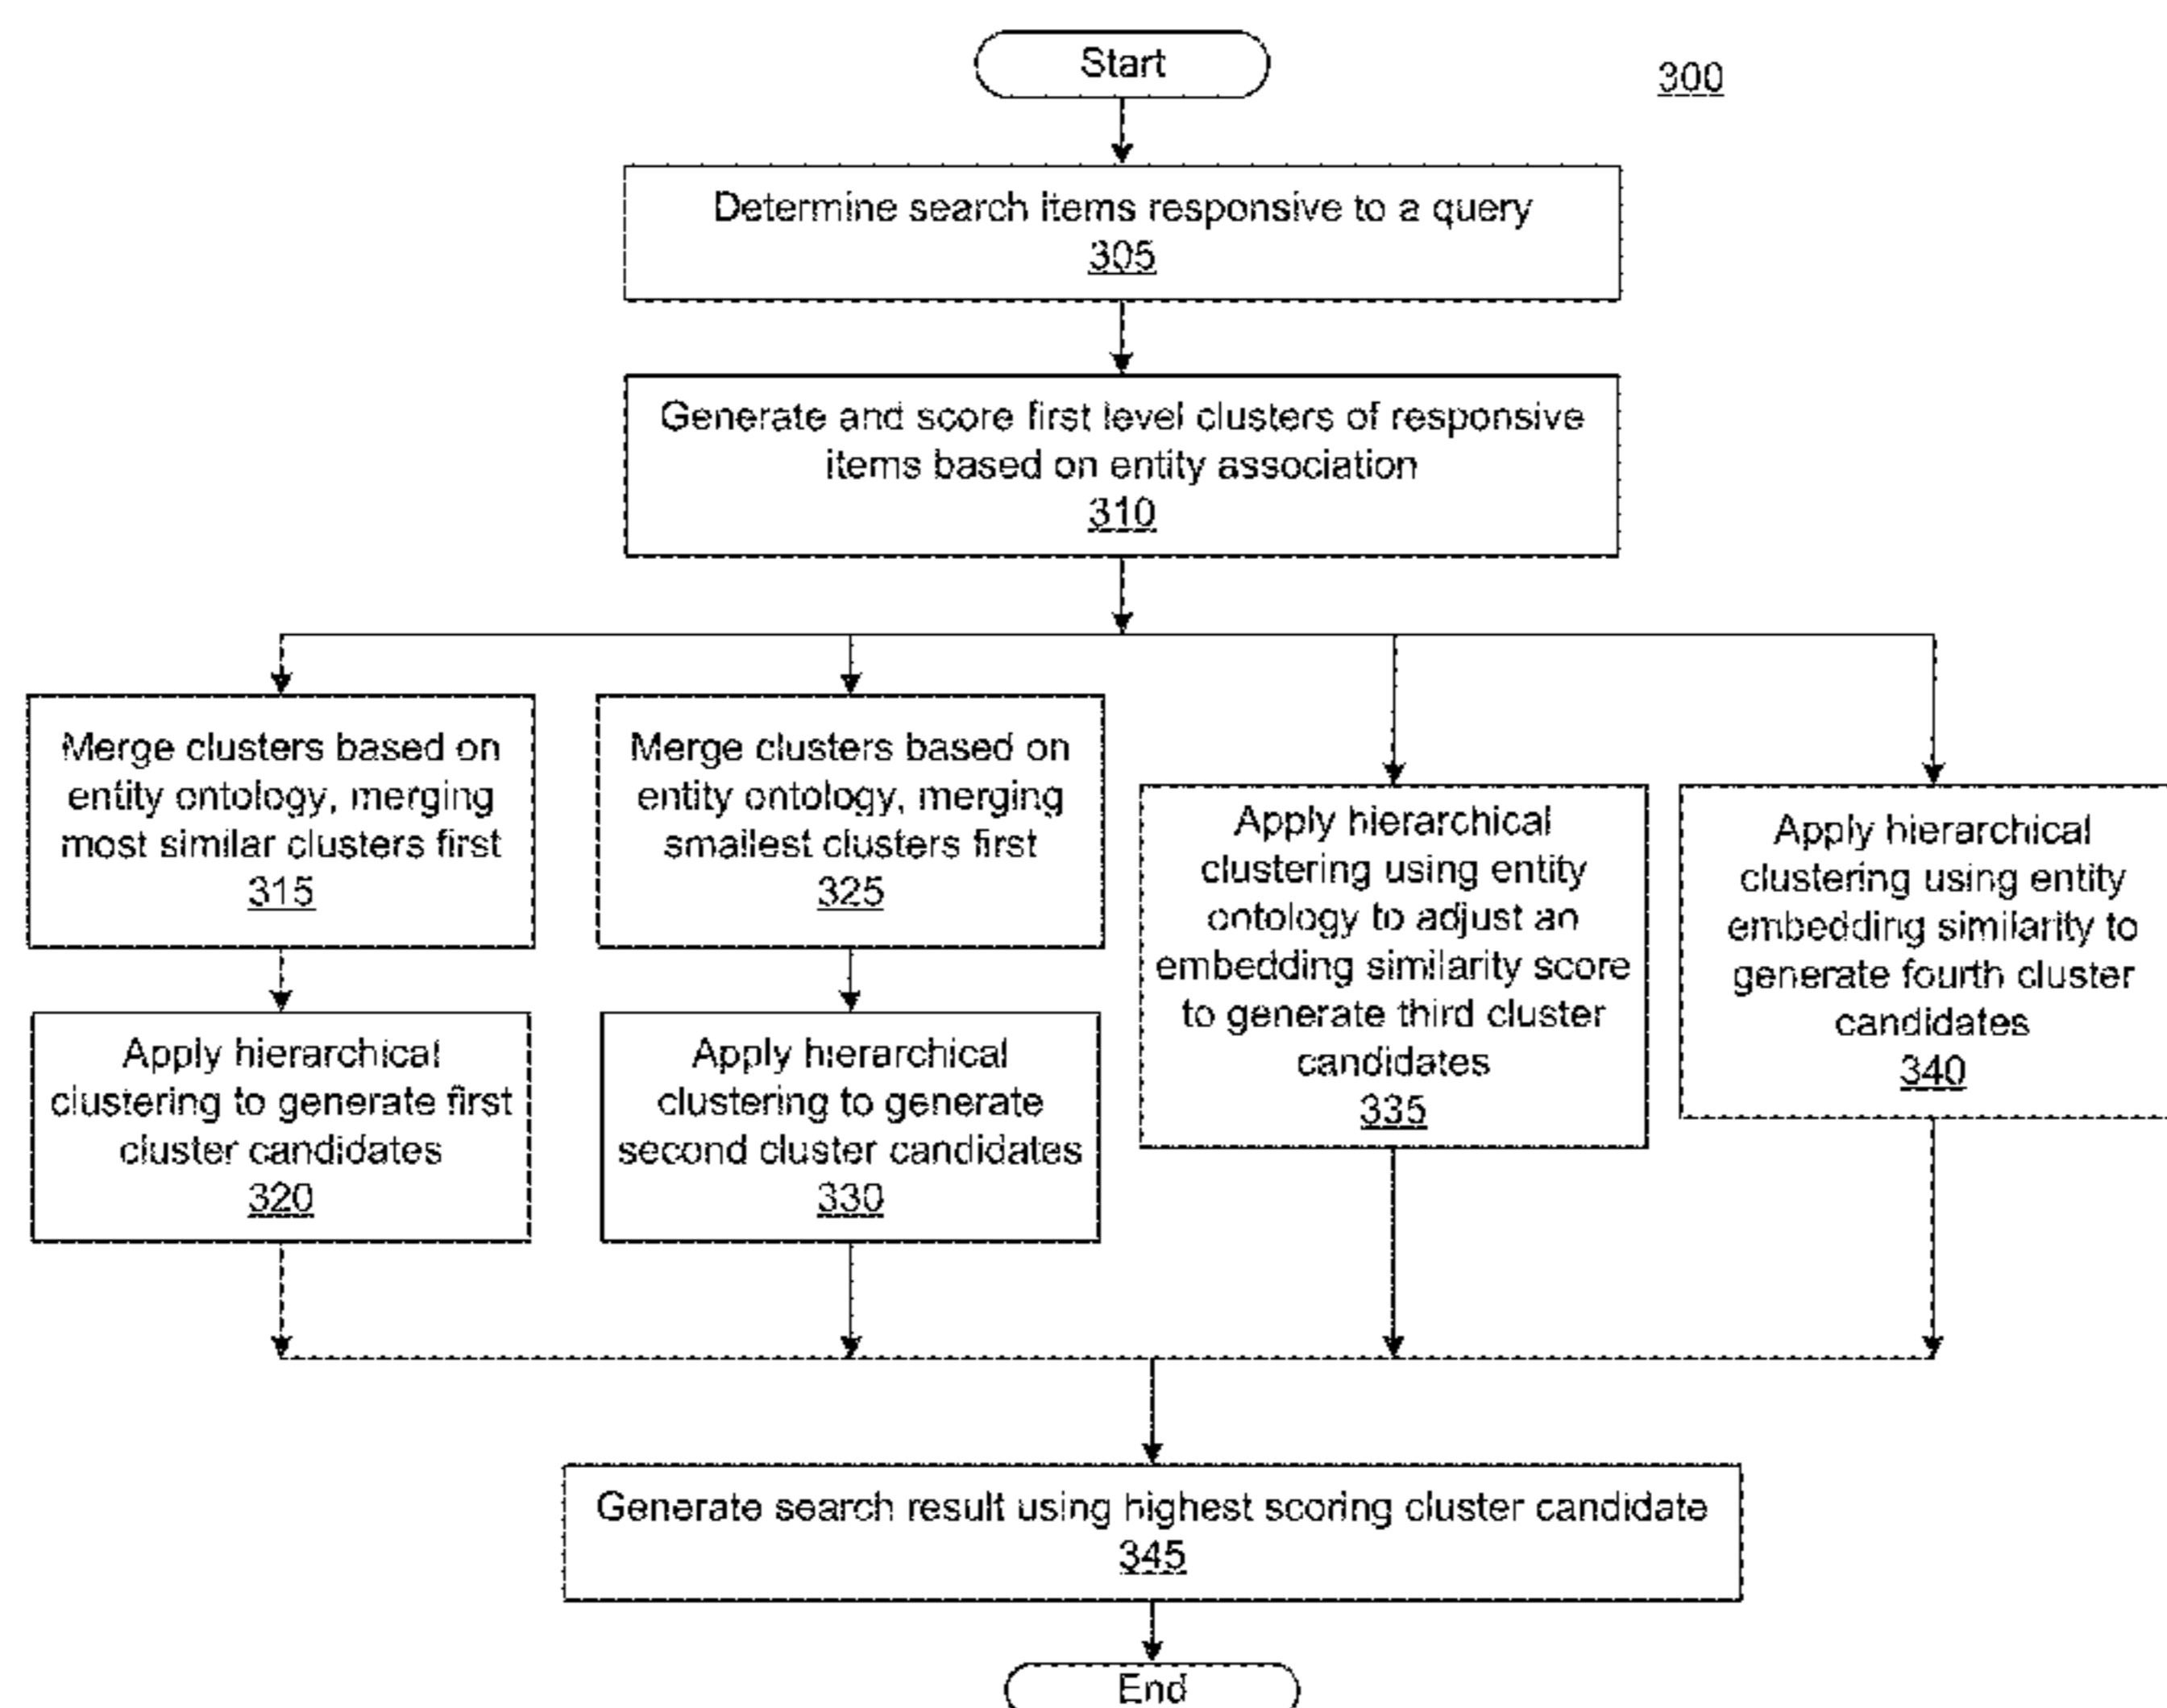 Start
300
Determine search items responsive to a query
305
Generate and score first level clusters of responsive
items based on entity association
310
Merge clusters based on
entity ontology, merging
most similar clusters first
315
Merge clusters based on
entity ontology, merging
smallest clusters first
325
Apply hierarchical
clustering using entity
ontology to adjust an
embedding similarity score
to generate third cluster
candidates
335
Apply hierarchical
clustering using entity
embedding similarity to
generate fourth cluster
candidates
340
Apply hierarchical
clustering to generate first
cluster candidates
320
Apply hierarchical
clustering to generate
second cluster candidates
330
Generate search result using highest scoring cluster candidate
345
End